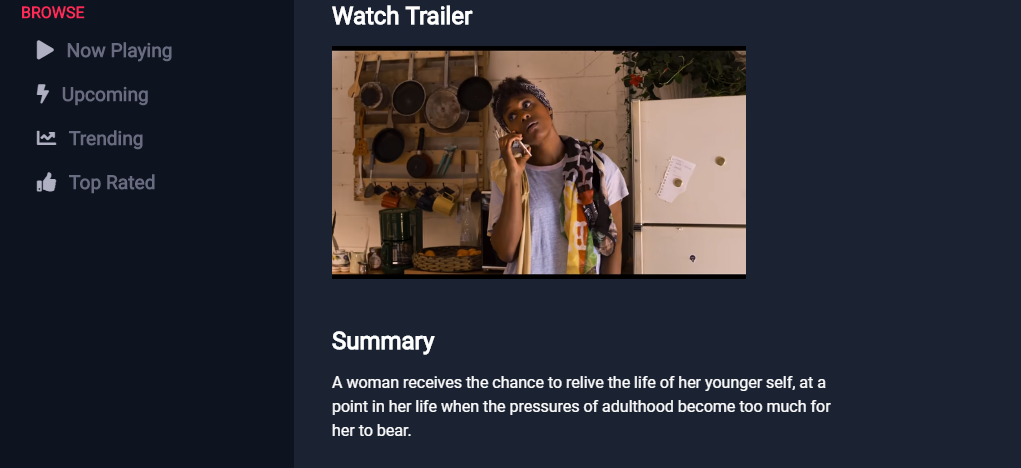 BROWSE
Now Playing
Upcoming
Trending
Top Rated
Watch Trailer
Summary
A woman receives the chance to relive the life of her younger self, at a
point in her life when the pressures of adulthood become too much for
her to bear.